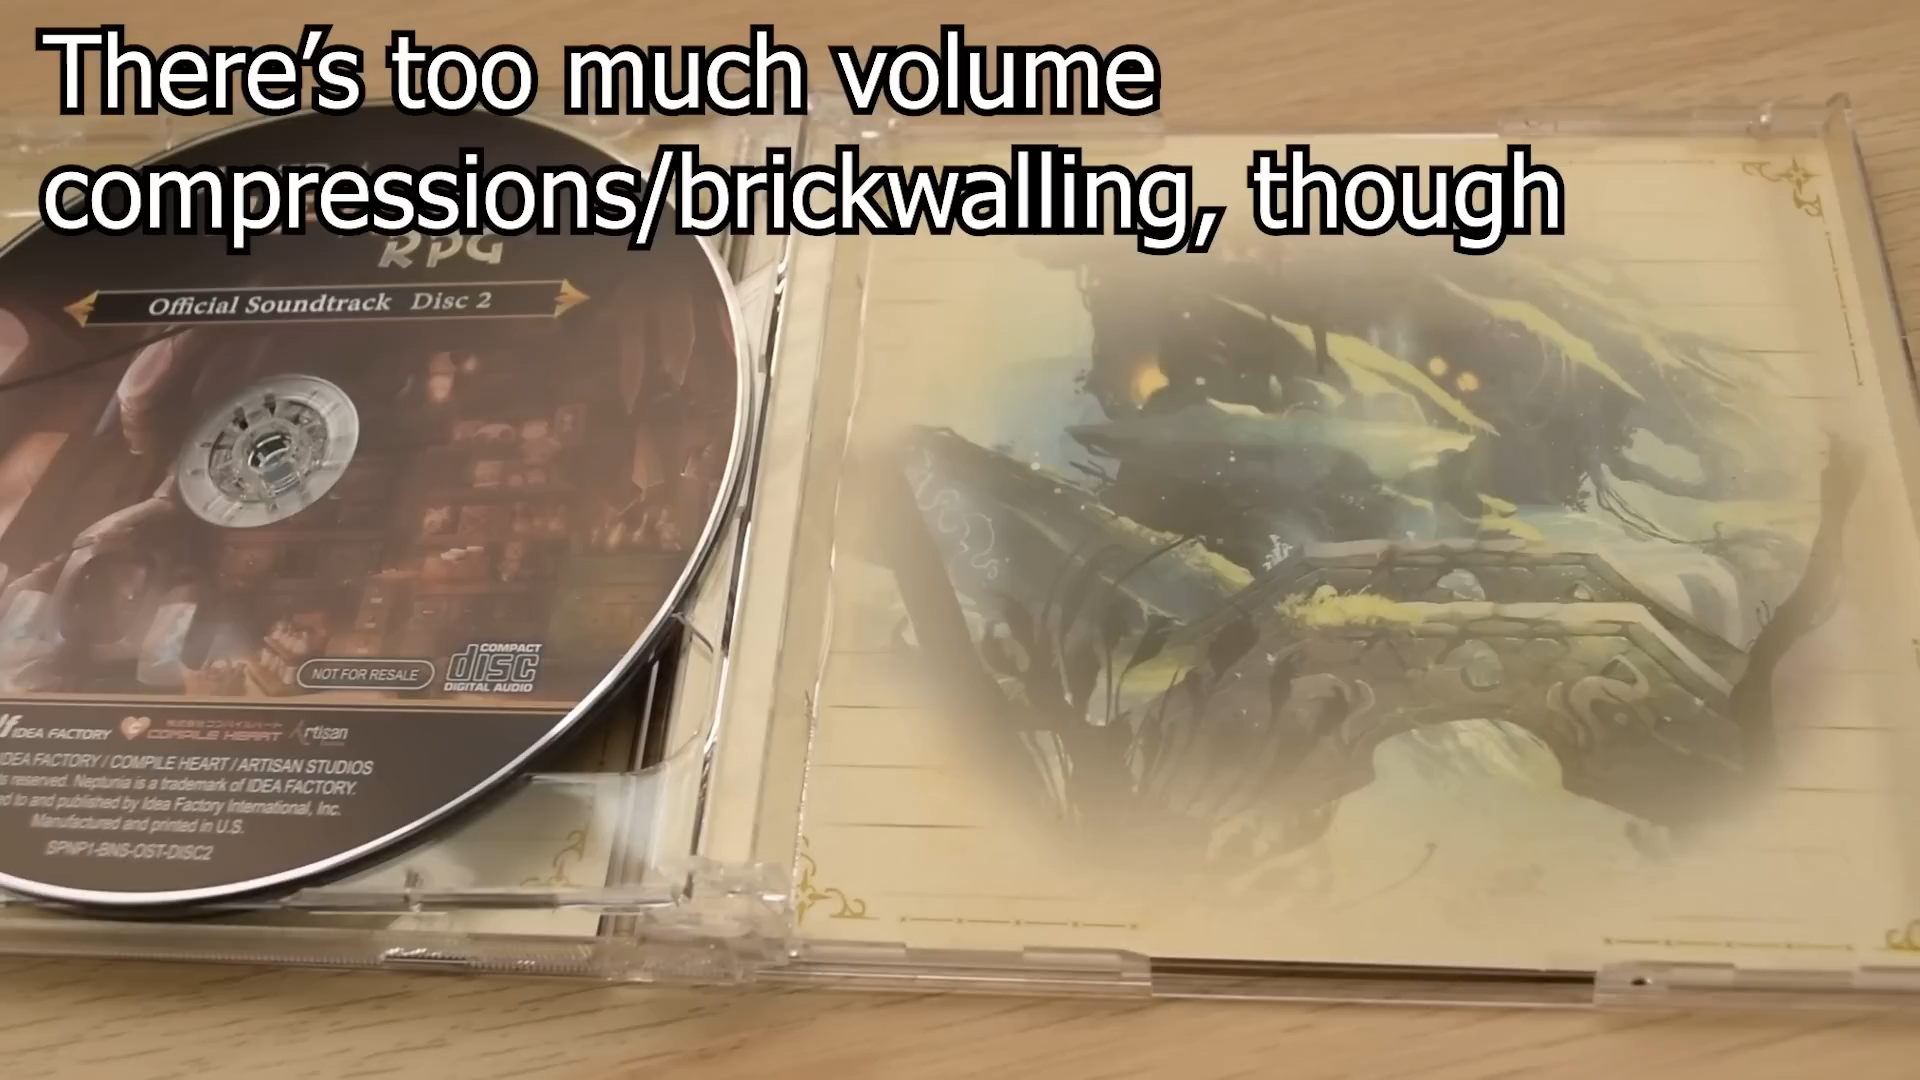 There’s too much volume
compressions/brickwalling, though
RPG
Official Soundtrack Disc 2
NOT FOR RESALE
COMPACT
disc
DIGITAL AUDIO
IDEA FACTORY
COMPILE HEART
Artisan
IDEA FACTORY / COMPILE HEART / ARTISAN STUDIOS
reserved. Neptunia is a trademark of IDEA FACTORY.
to and published by Idea Factory International, Inc.
Manufactured and printed in U.S.
SPNP1-BNS-OST-DISC2